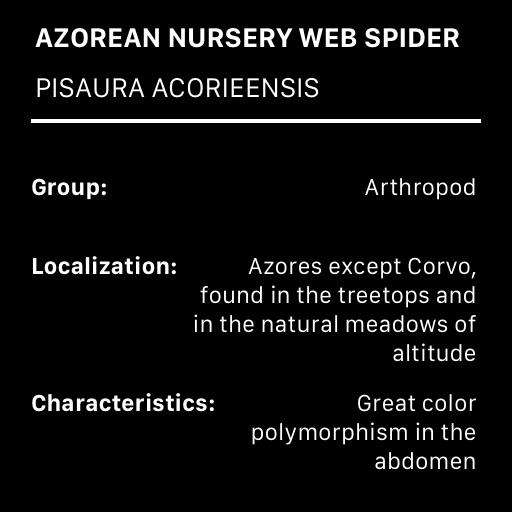 AZOREAN NURSERY WEB SPIDER
PISAURA ACORIEENSIS
Group: Arthropod
Localization: Azores except Corvo,
found in the treetops and
in the natural meadows of
altitude
Characteristics: Great color
polymorphism in the
abdomen